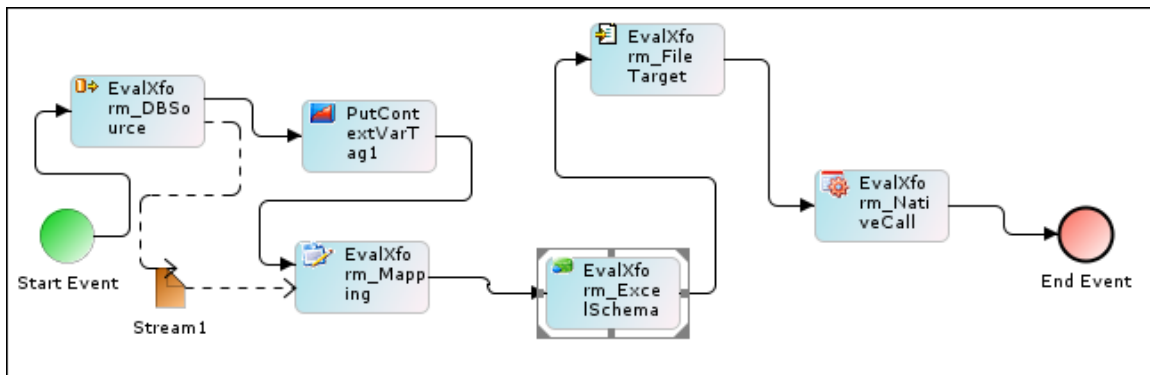 Start Event
EvalXfo
rm_DBSo
urce
Stream1
PutCont
extVarT
ag1
EvalXfo
rm_Mapp
ing
EvalXfo
rm_Exce
lSchema
EvalXfo
rm_File
Target
EvalXfo
rm_Nati
veCall
End Event